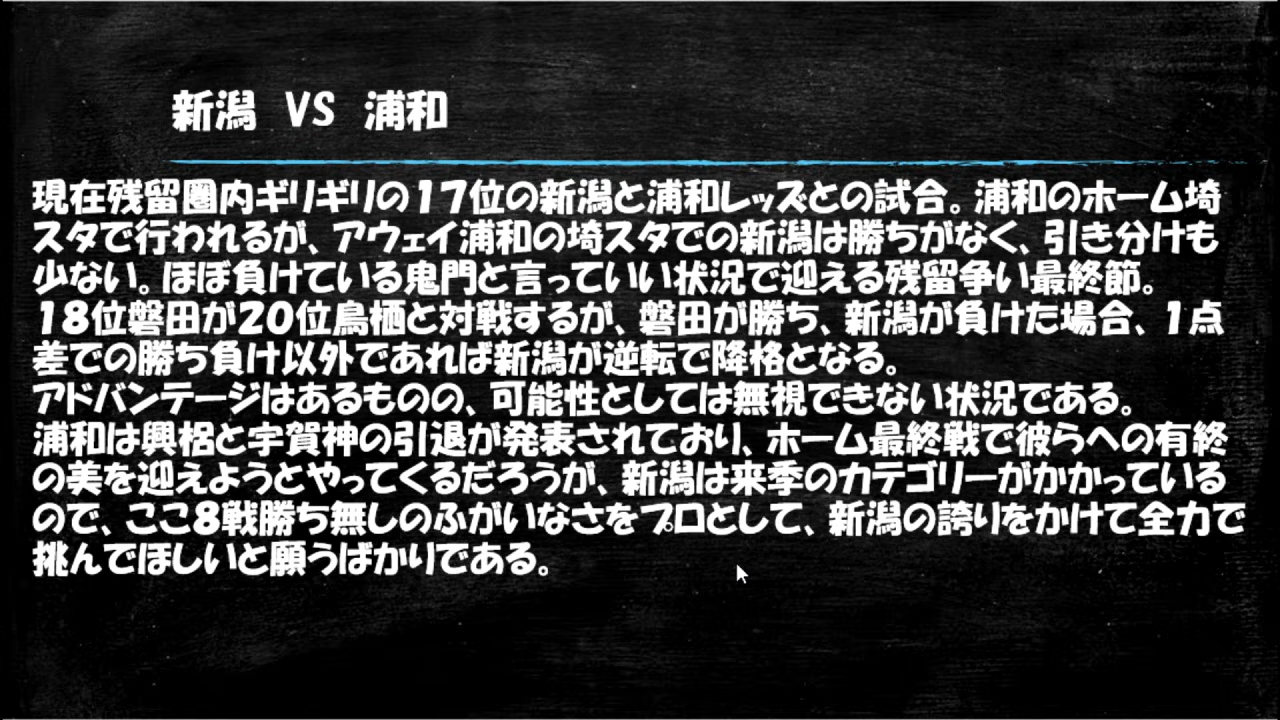 新潟 VS 浦和
現在残留圏内ギリギリの17位の新潟と浦和レッズとの試合。浦和のホーム埼
スタで行われるが、アウェイ浦和の埼スタでの新潟は勝ちがなく、引き分けも
少ない。ほぼ負けている鬼門と言っていい状況で迎える残留争い最終節。
18位磐田が20位鳥栖と対戦するが、磐田が勝ち、新潟が負けた場合、1点
差での勝ち負け以外であれば新潟が逆転で降格となる。
アドバンテージはあるものの、可能性としては無視できない状況である。
浦和は興梠と宇賀神の引退が発表されており、ホーム最終戦で彼らへの有終
の美を迎えようとやってくるだろうが、新潟は来季のカテゴリーがかかっている
ので、ここ8戦勝ち無しのふがいなさをプロとして、新潟の誇りをかけて全力で
挑んでほしいと願うばかりである。